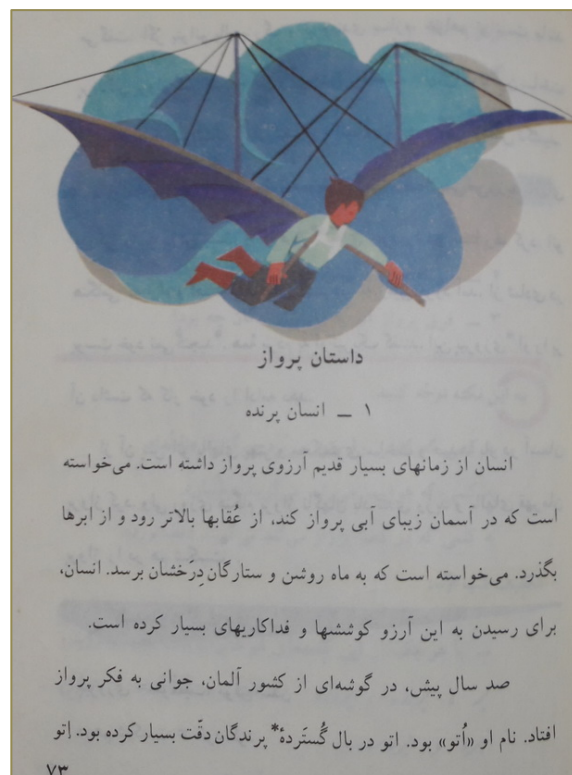 داستان پرواز
۱ ــ انسان پرنده
انسان از زمانهای بسیار قدیم آرزوی پرواز داشته است. می‌خواسته
است که در آسمان زیبای آبی پرواز کند، از عُقابها بالاتر رود و از ابرها
بگذرد. می‌خواسته است که به ماه روشن و ستارگان دِرَخشان برسد. انسان،
برای رسیدن به این آرزو کوششها و فداکاریهای بسیار کرده است.
صد سال پیش، در گوشه‌ای از کشور آلمان، جوانی به فکر پرواز
افتاد. نام او «اُتو» بود. اتو در بال گُستَردهٔ* پرندگان دقّت بسیار کرده بود. اِتو
۷۳